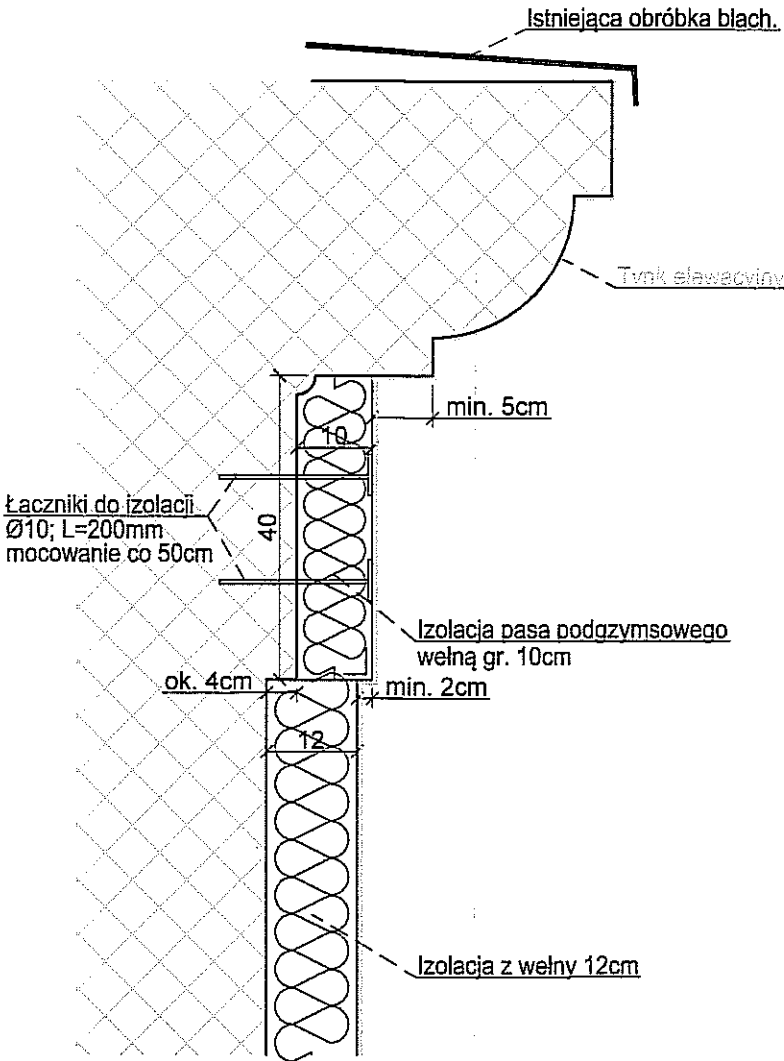 Istniejąca obróbka blach.
Tynk elewacyjny
min. 5cm
10
Łączniki do izolacji
Ø10; L=200mm
mocowanie co 50cm
40
Izolacja pasa podgzymsowego
wełną gr. 10cm
ok. 4cm
min. 2cm
12
Izolacja z wełny 12cm